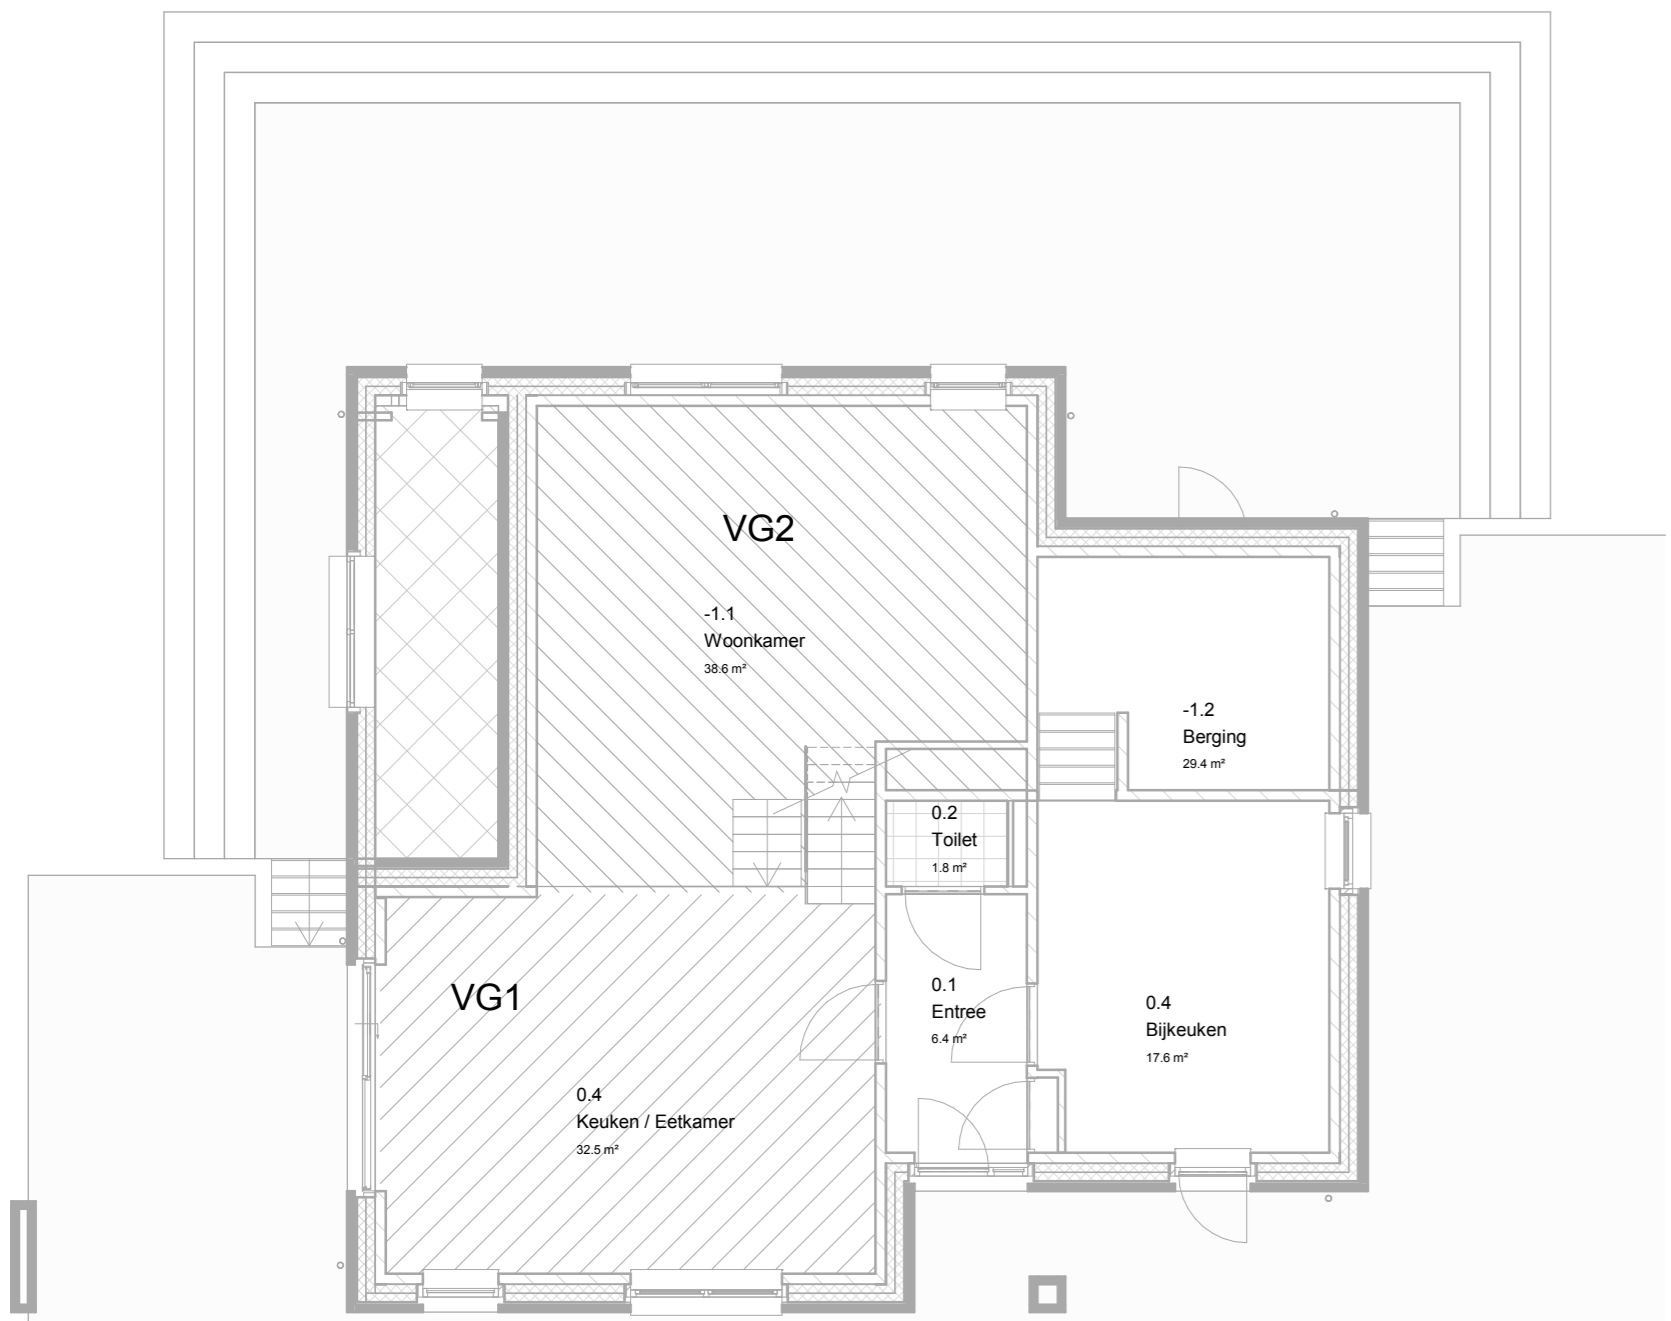 VG2
-1.1
Woonkamer
38.6 m²
-1.2
Berging
29.4 m²
0.2
Toilet
1.8 m²
VG1
0.1
Entree
6.4 m²
0.4
Bijkeuken
17.6 m²
0.4
Keuken / Eetkamer
32.5 m²